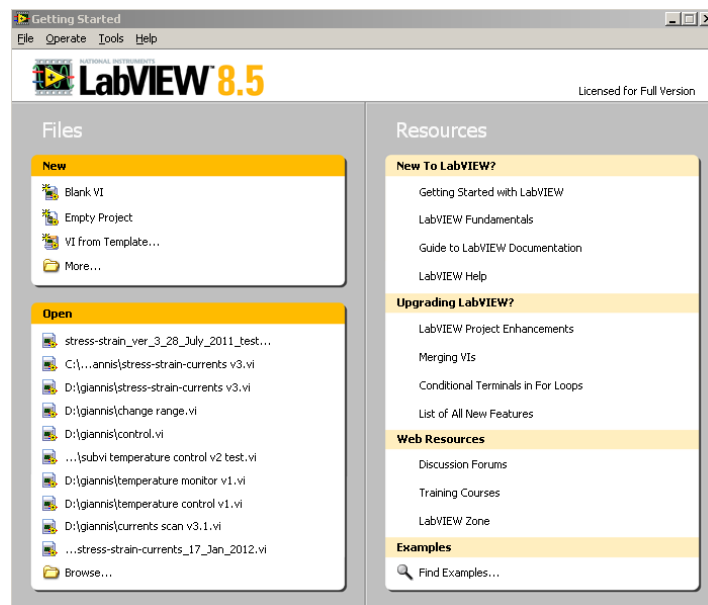 Getting Started
File Operate Tools Help
NATIONAL INSTRUMENTS
LabVIEW™ 8.5
Licensed for Full Version
Files
New
Blank VI
Empty Project
VI from Template...
More...
Open
stress-strain_ver_3_28_July_2011_test...
C:\...annis\stress-strain-currents v3.vi
D:\giannis\stress-strain-currents v3.vi
D:\giannis\change range.vi
D:\giannis\control.vi
...\subvi temperature control v2 test.vi
D:\giannis\temperature monitor v1.vi
D:\giannis\temperature control v1.vi
D:\giannis\currents scan v3.1.vi
...stress-strain-currents_17_Jan_2012.vi
Browse...
Resources
New To LabVIEW?
Getting Started with LabVIEW
LabVIEW Fundamentals
Guide to LabVIEW Documentation
LabVIEW Help
Upgrading LabVIEW?
LabVIEW Project Enhancements
Merging VIs
Conditional Terminals in For Loops
List of All New Features
Web Resources
Discussion Forums
Training Courses
LabVIEW Zone
Examples
Find Examples...